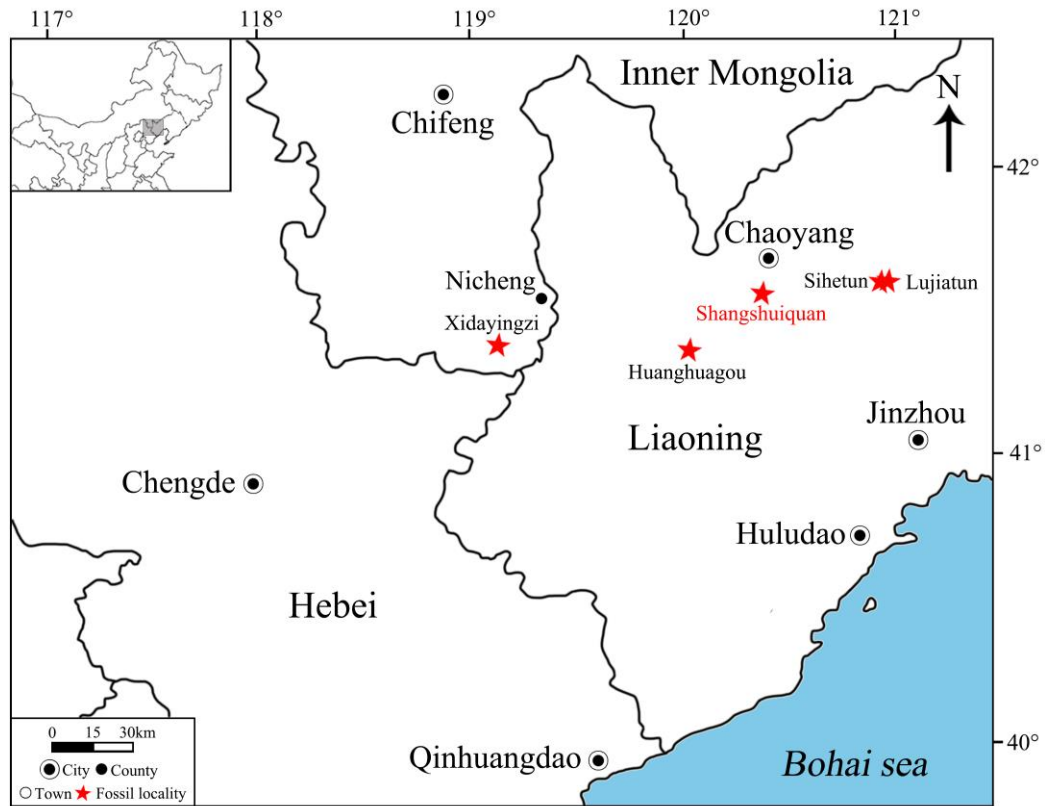 117° 118° 119° 120° 121°
Inner Mongolia
N
Chifeng
42°
Chaoyang
Sihetun Lujiatun
Nicheng
Shangshuiquan
Xidayingzi
Huanghuagou
Jinzhou
Liaoning
41°
Chengde
Huludao
Hebei
0 15 30km
City County
Town Fossil locality
Qinhuangdao
Bohai sea
40°